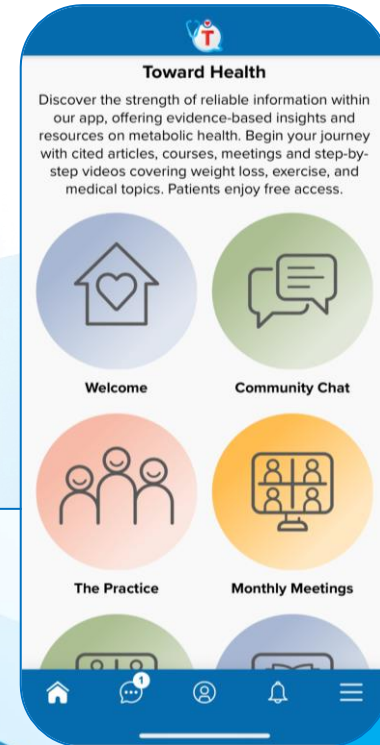 T
Toward Health
Discover the strength of reliable information within
our app, offering evidence-based insights and
resources on metabolic health. Begin your journey
with cited articles, courses, meetings and step-by-
step videos covering weight loss, exercise, and
medical topics. Patients enjoy free access.
Welcome
Community Chat
The Practice
Monthly Meetings
1